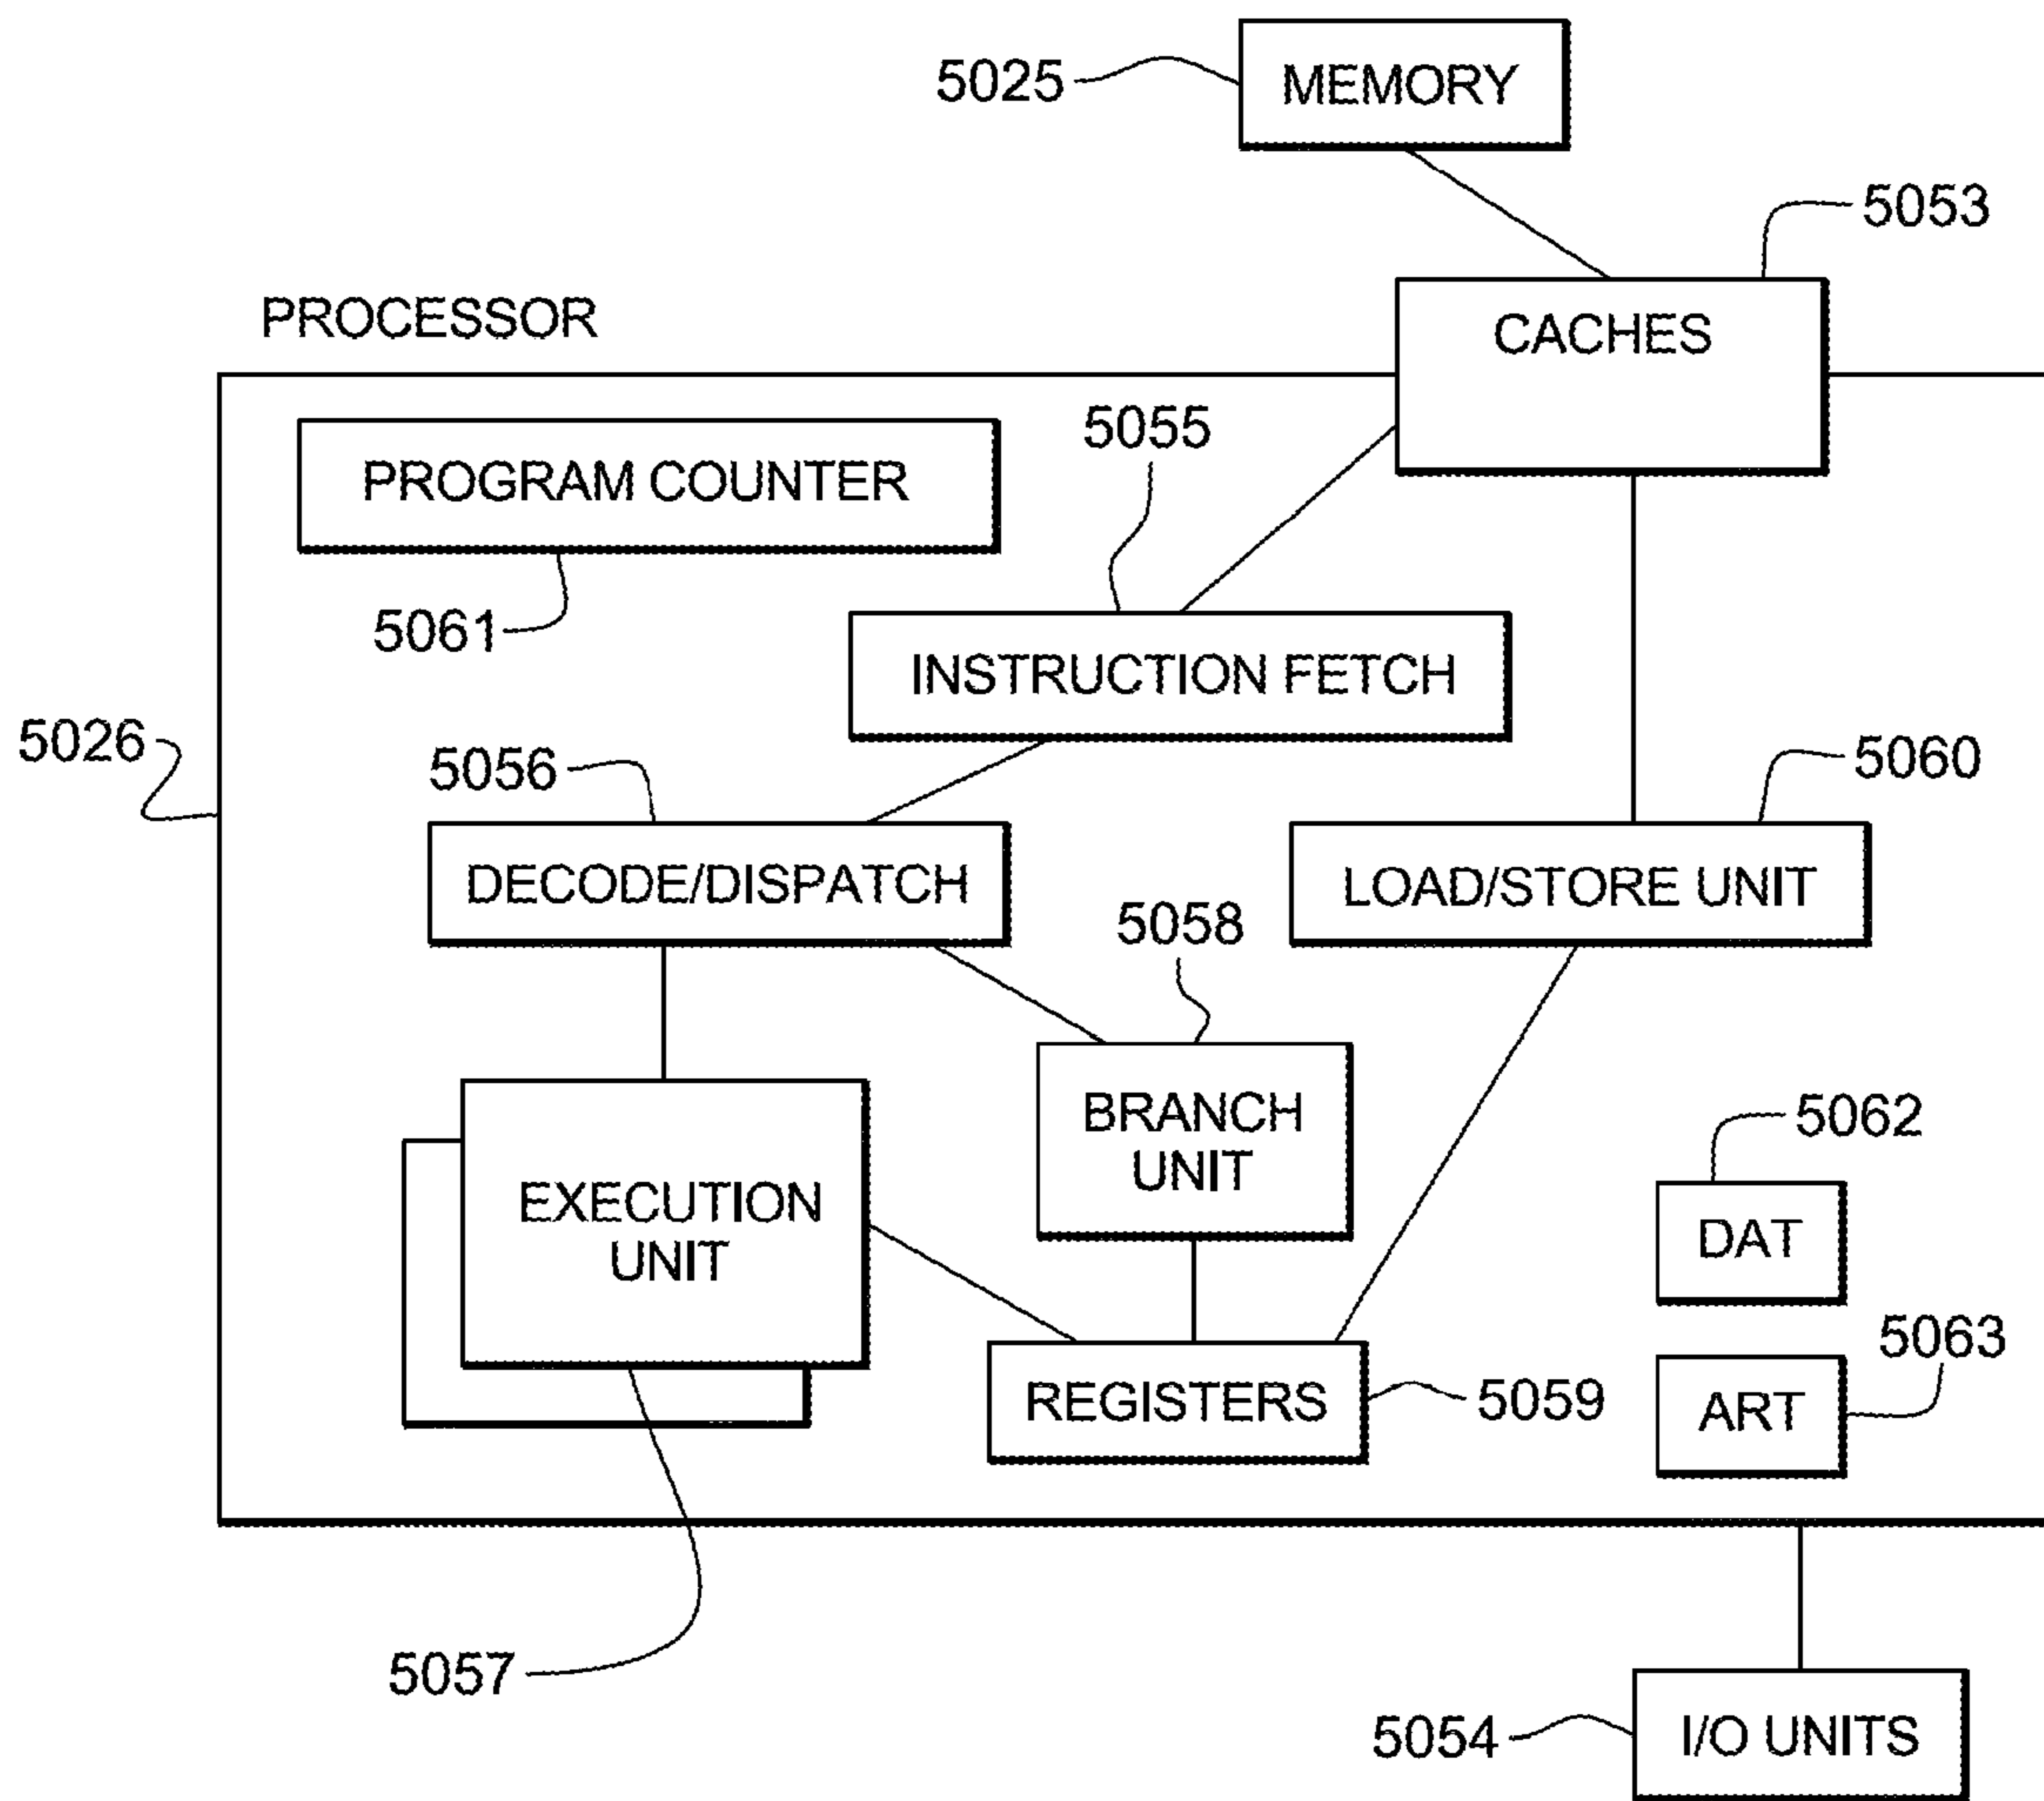 MEMORY
5025
5053
CACHES
PROCESSOR
5055
PROGRAM COUNTER
5061
INSTRUCTION FETCH
5026
5056
5060
DECODE/DISPATCH
LOAD/STORE UNIT
5058
BRANCH
UNIT
5062
EXECUTION
UNIT
DAT
5063
REGISTERS
5059
ART
5057
5054
I/O UNITS